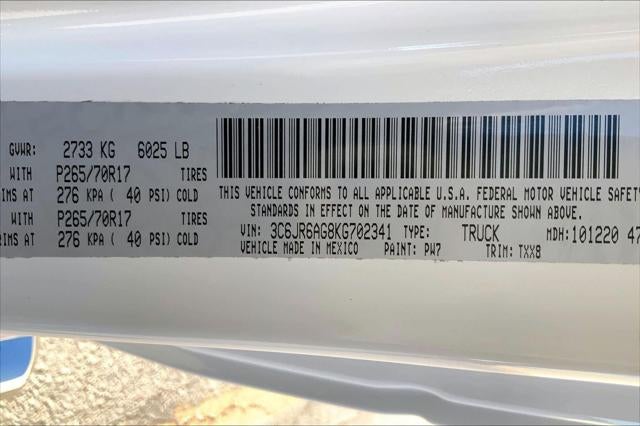 GVWR: 2733 KG 6025 LB
WITH P265/70R17 TIRES
IMS AT 276 KPA ( 40 PSI) COLD
WITH P265/70R17 TIRES
RIMS AT 276 KPA ( 40 PSI) COLD
THIS VEHICLE CONFORMS TO ALL APPLICABLE U.S.A. FEDERAL MOTOR VEHICLE SAFETY
STANDARDS IN EFFECT ON THE DATE OF MANUFACTURE SHOWN ABOVE.
VIN: 3C6JR6AG8KG702341 TYPE: TRUCK MDH: 101220 47
VEHICLE MADE IN MEXICO PAINT: PW7 TRIM: TXX8